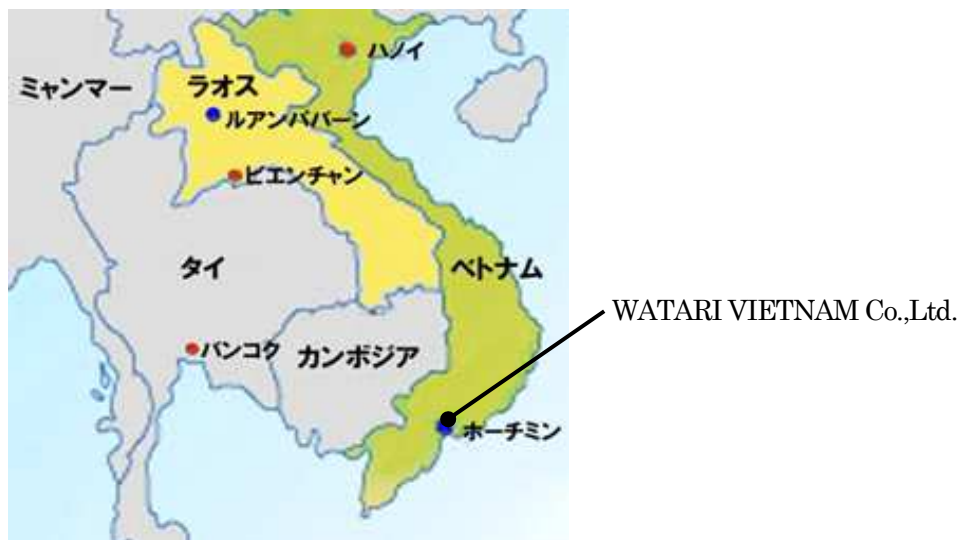 ハノイ
ミャンマー
ラオス
ルアンパバーン
ビエンチャン
タイ
ベトナム
WATARI VIETNAM Co.,Ltd.
バンコク
カンボジア
ホーチミン